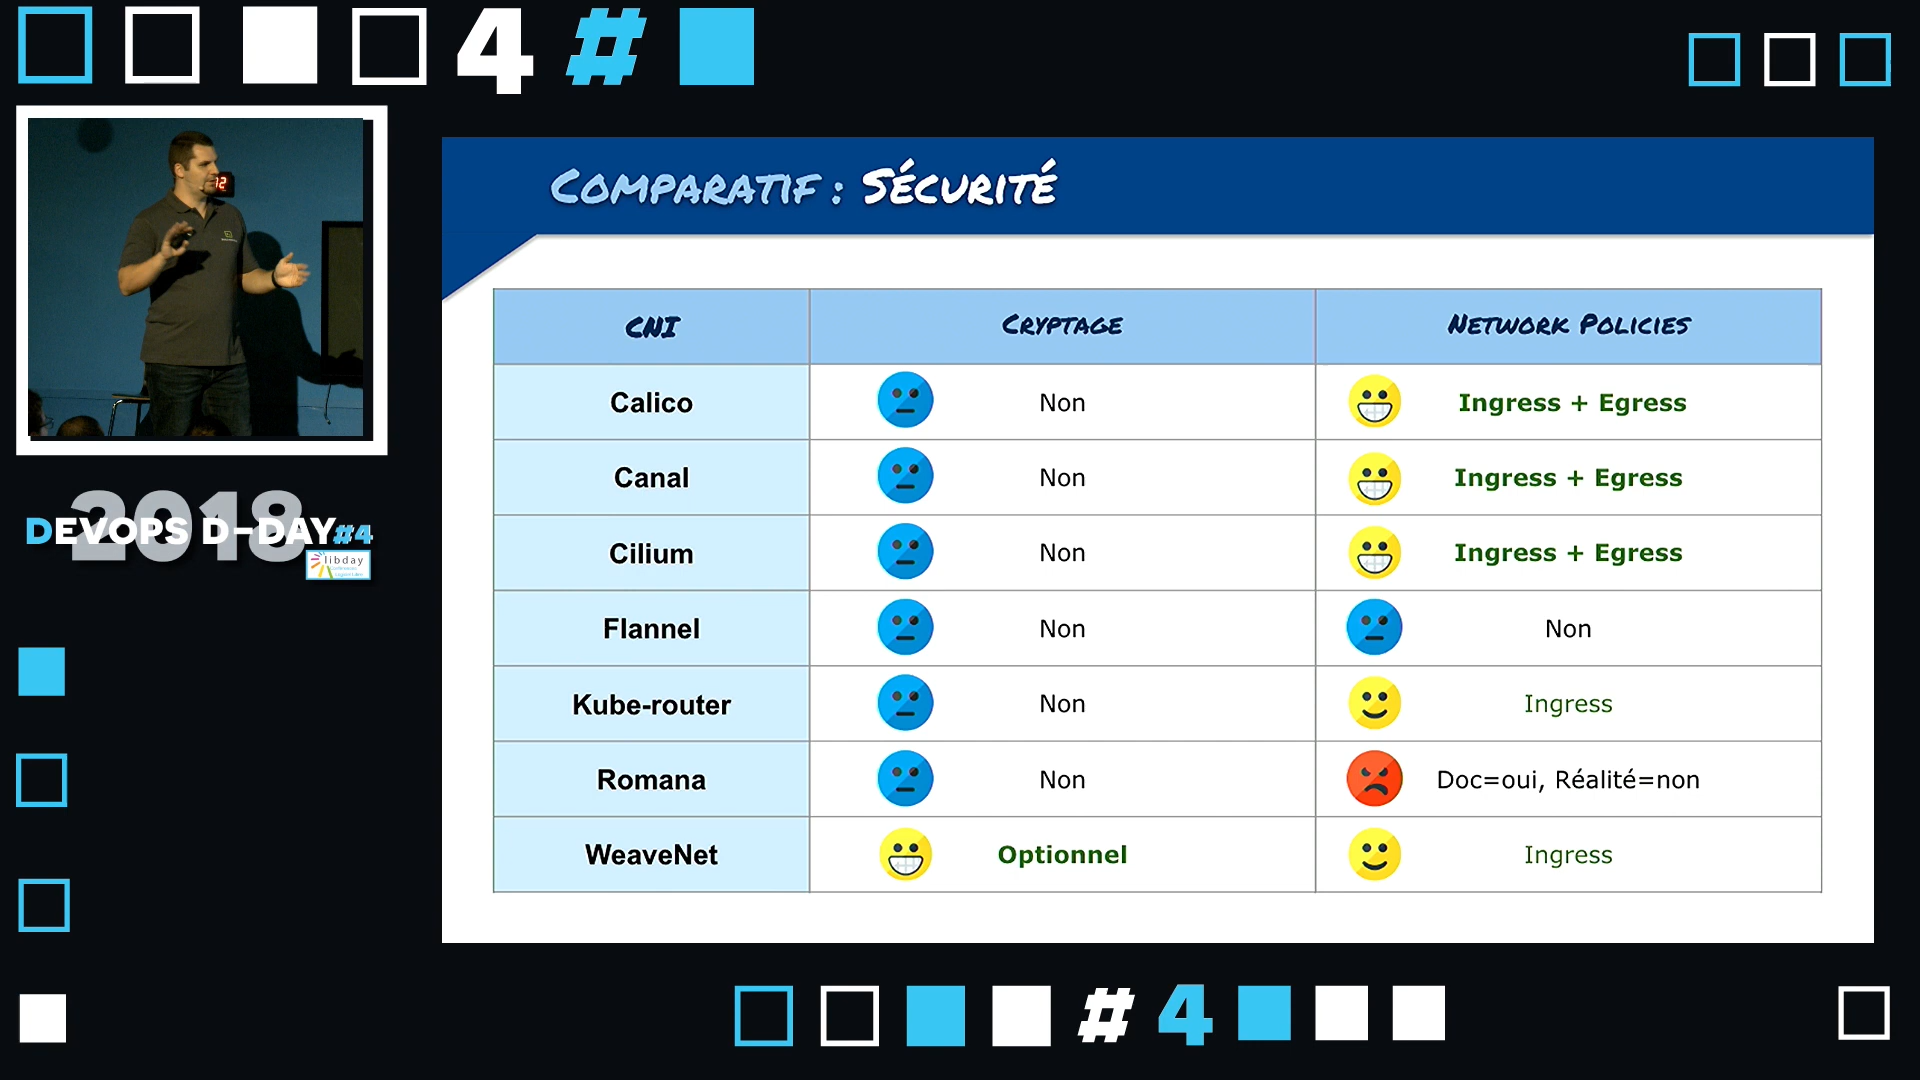 4 #
12
2018
DEVOPS D-DAY#4
libday
COMPARATIF : SÉCURITÉ
CNI CRYPTAGE NETWORK POLICIES
Calico Non Ingress + Egress
Canal Non Ingress + Egress
Cilium Non Ingress + Egress
Flannel Non Non
Kube-router Non Ingress
Romana Non Doc=oui, Réalité=non
WeaveNet Optionnel Ingress
# 4